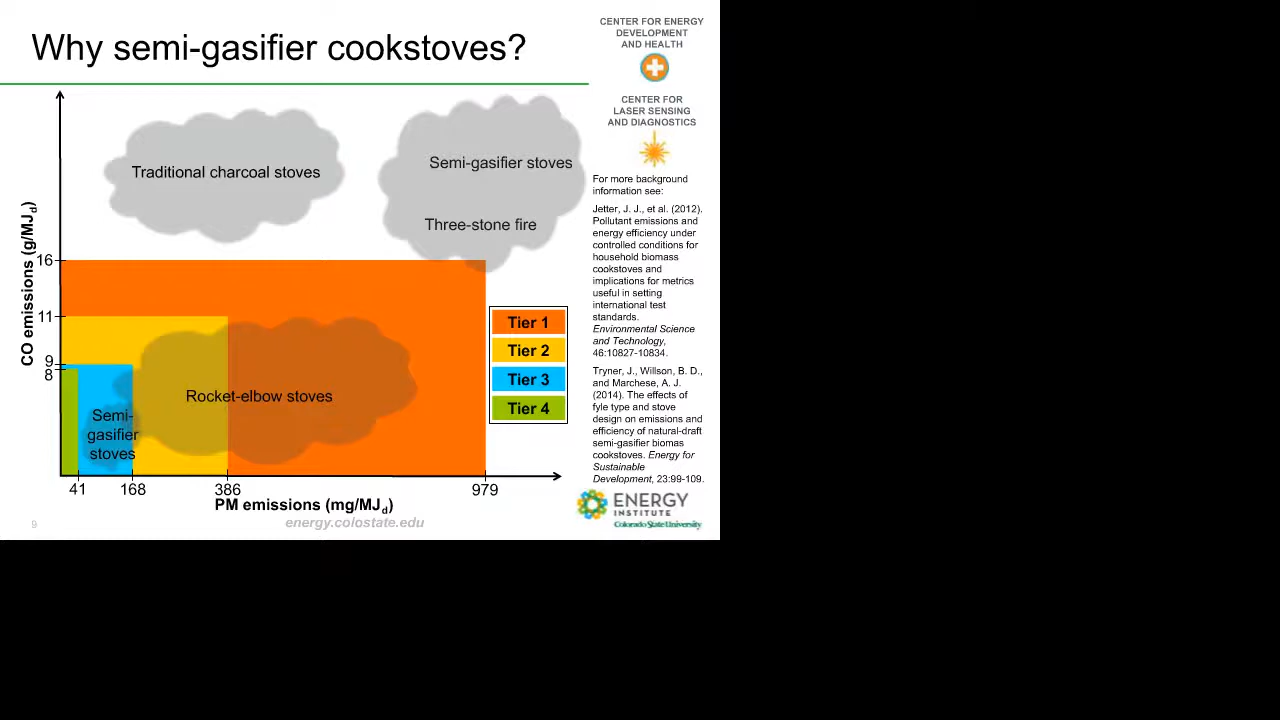 Why semi-gasifier cookstoves?
CENTER FOR ENERGY
DEVELOPMENT
AND HEALTH
CENTER FOR
LASER SENSING
AND DIAGNOSTICS
Traditional charcoal stoves
Semi-gasifier stoves
Three-stone fire
CO emissions (g/MJd)
16
11
9
8
Tier 1
Tier 2
Tier 3
Tier 4
Rocket-elbow stoves
Semi-
gasifier
stoves
41
168
386
979
PM emissions (mg/MJd)
For more background
information see:
Jetter, J. J., et al. (2012).
Pollutant emissions and
energy efficiency under
controlled conditions for
household biomass
cookstoves and
implications for metrics
useful in setting
international test
standards.
Environmental Science
and Technology,
46:10827-10834.
Tryner, J., Willson, B. D.,
and Marchese, A. J.
(2014). The effects of
fyle type and stove
design on emissions and
efficiency of natural-draft
semi-gasifier biomas
cookstoves. Energy for
Sustainable
Development, 23:99-109.
ENERGY
INSTITUTE
Colorado State University
9
energy.colostate.edu